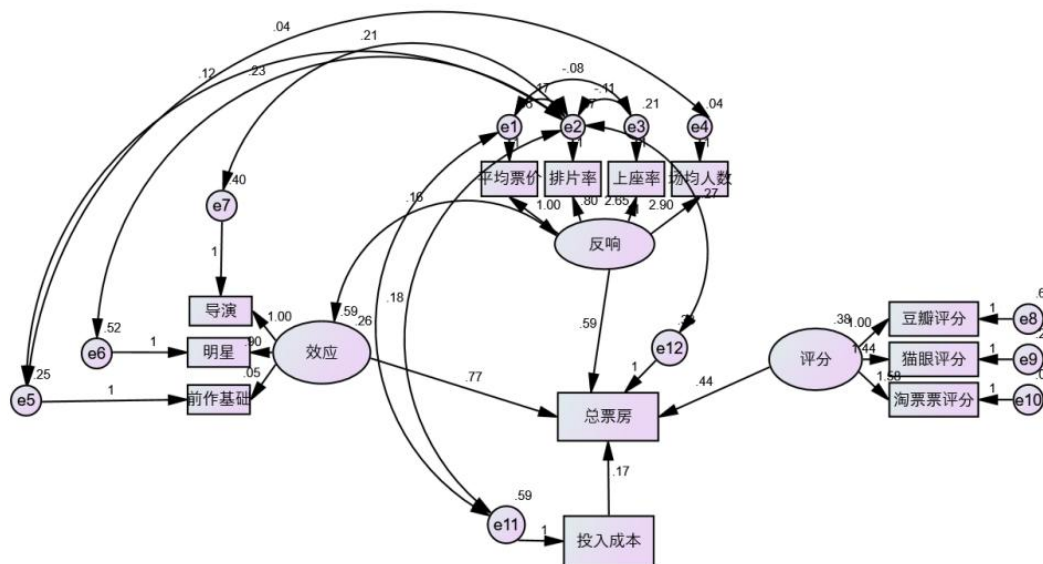 .04
.21
-.08
.12
.23
.17
-.11
.21
.04
e1
e2
e3
e4
平均票价
排片率
上座率
场均人数
.27
.40
e7
.16
1.00
.80
2.65
2.90
反响
1
导演
.59
.26
.18
.59
.52
1.00
e6
1
明星
.90
效应
.25
.05
e5
1
前作基础
.77
e12
1
.44
总票房
.38
1.00
豆瓣评分
1
e8
评分
1.44
猫眼评分
1
e9
1.58
淘票票评分
1
e10
.17
.59
e11
1
投入成本